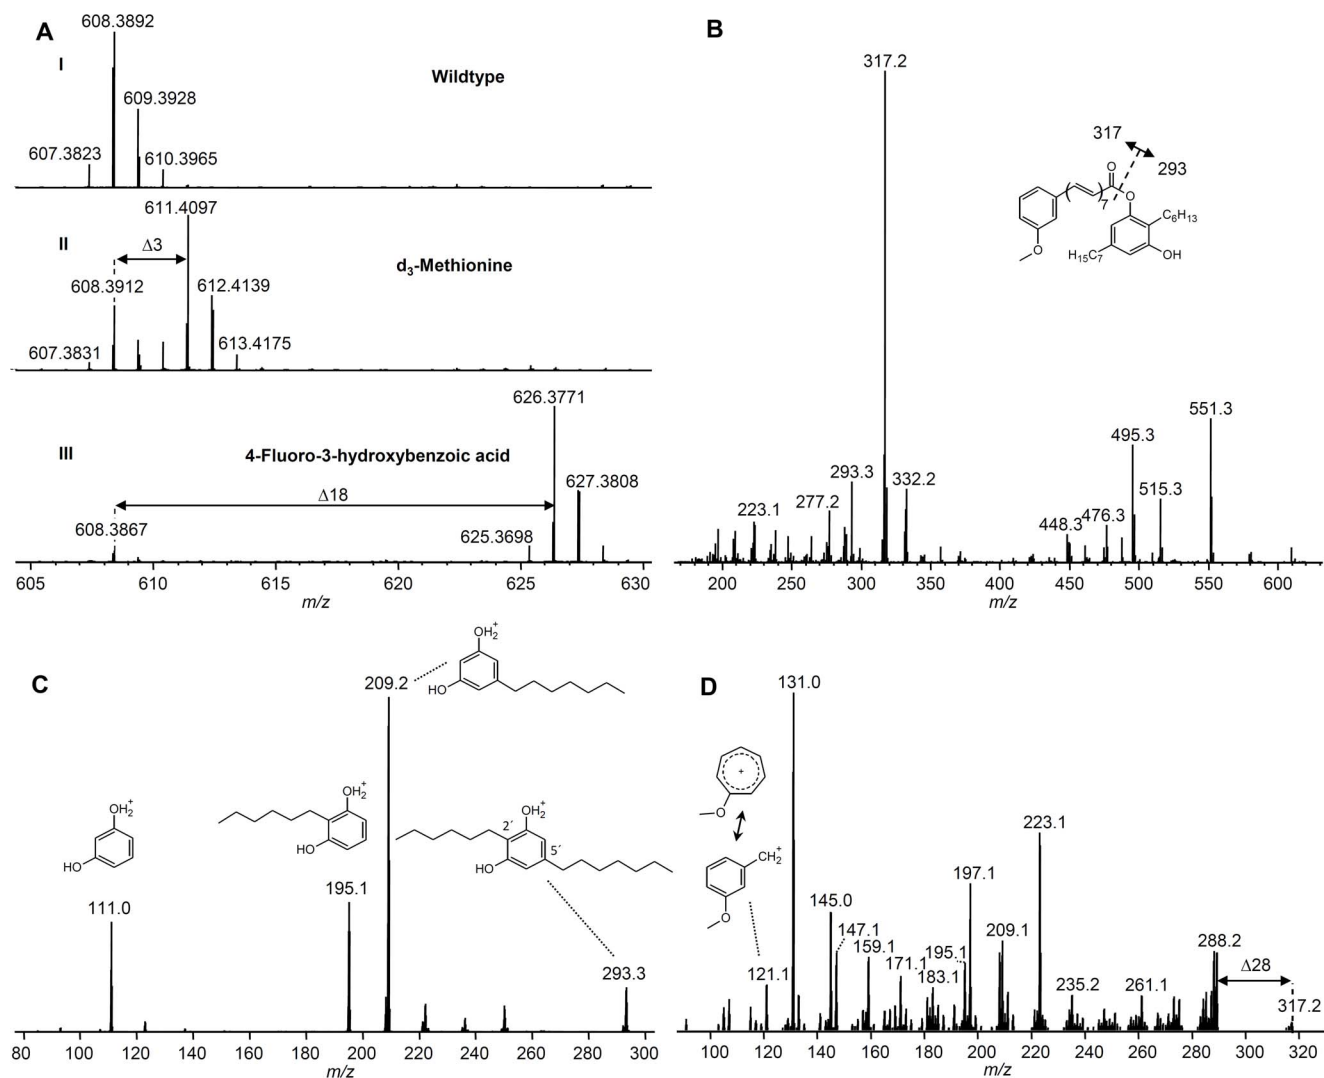 A
I
Wildtype
608.3892
609.3928
607.3823
610.3965
II
d3-Methionine
611.4097
Δ3
608.3912
612.4139
607.3831
613.4175
III
4-Fluoro-3-hydroxybenzoic acid
626.3771
Δ18
627.3808
608.3867
625.3698
605 610 615 620 625 630
m/z
B
317.2
317
293
O
7
O
C6H13
O
H15C7
OH
551.3
495.3
515.3
293.3
332.2
277.2
223.1
448.3
476.3
200 250 300 350 400 450 500 550 600
m/z
C
OH2+
HO
209.2
OH2+
HO
OH2+
HO
195.1
OH2+
2´
5´
HO
111.0
293.3
80 100 120 140 160 180 200 220 240 260 280 300
m/z
D
131.0
+
O
CH2+
O
223.1
197.1
145.0
147.1
159.1
171.1
195.1
183.1
209.1
121.1
235.2
261.1
288.2
Δ28
317.2
100 120 140 160 180 200 220 240 260 280 300 320
m/z